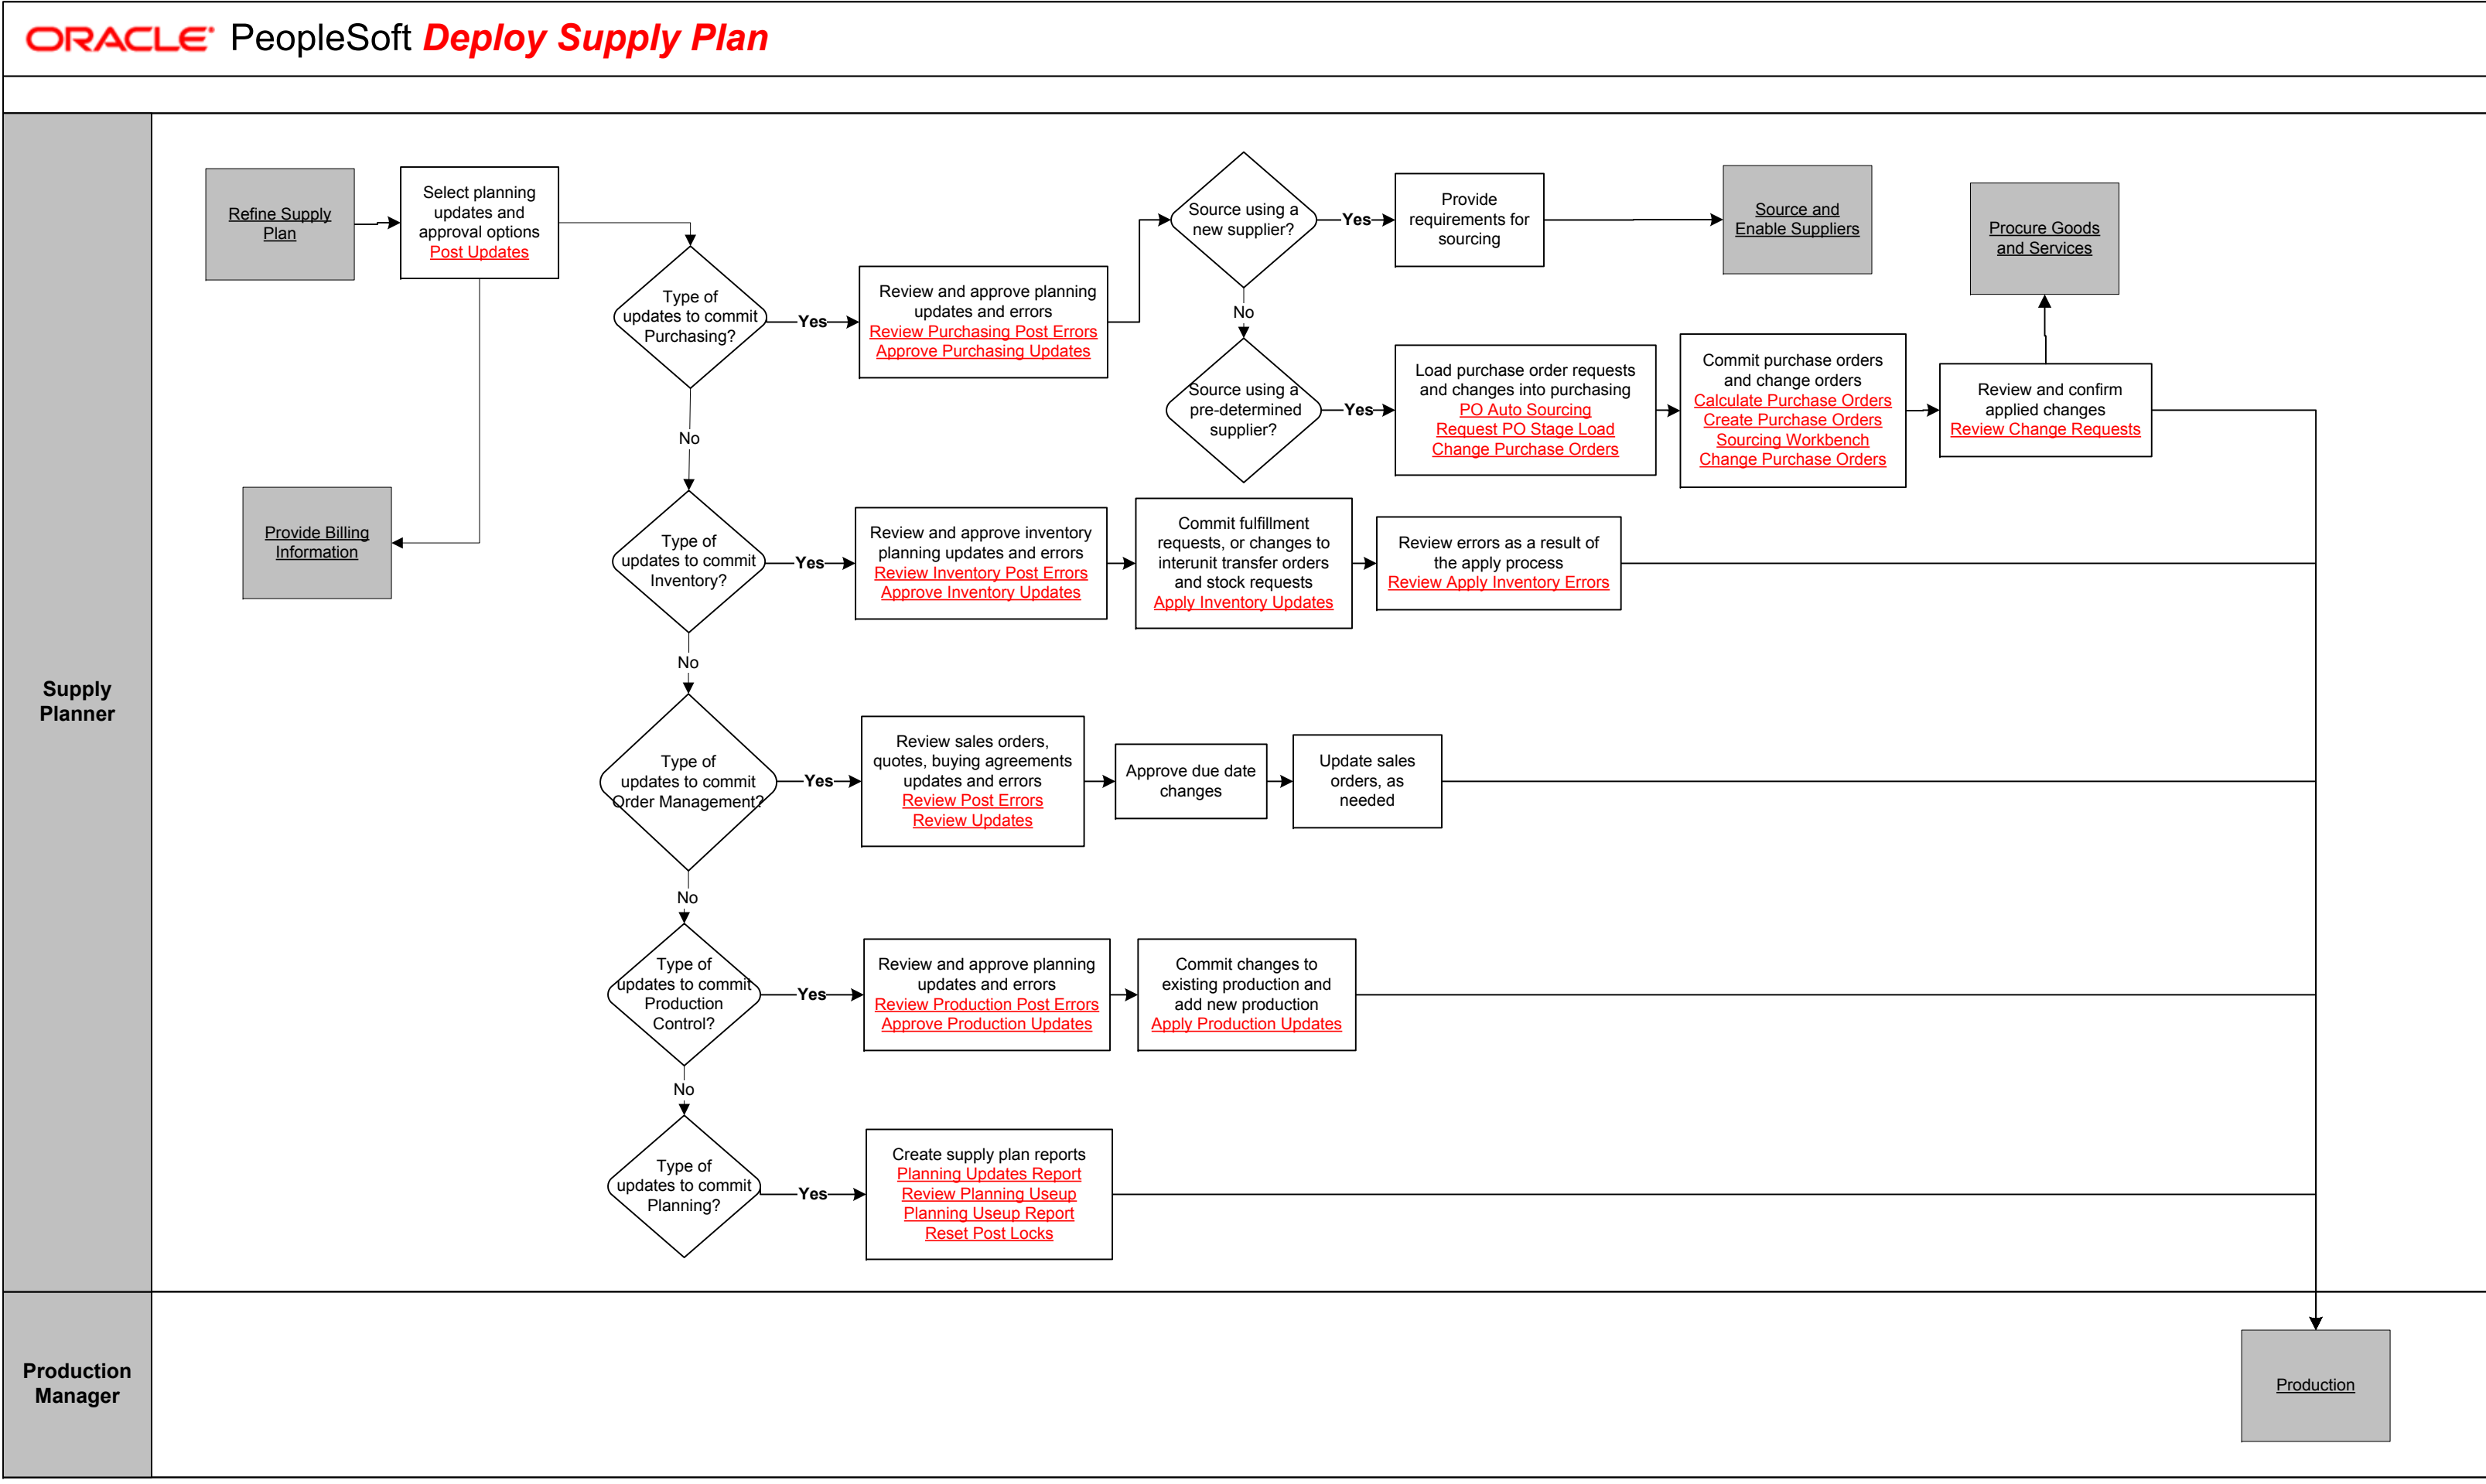 ORACLE PeopleSoft Deploy Supply Plan
Supply
Planner
Refine Supply
Plan
Select planning
updates and
approval options
Post Updates
Provide Billing
Information
Type of
updates to commit
Purchasing?
Yes
Review and approve planning
updates and errors
Review Purchasing Post Errors
Approve Purchasing Updates
Source using a
new supplier?
Yes
Provide
requirements for
sourcing
Source and
Enable Suppliers
No
Source using a
pre-determined
supplier?
Yes
Load purchase order requests
and changes into purchasing
PO Auto Sourcing
Request PO Stage Load
Change Purchase Orders
Commit purchase orders
and change orders
Calculate Purchase Orders
Create Purchase Orders
Sourcing Workbench
Change Purchase Orders
Review and confirm
applied changes
Review Change Requests
Procure Goods
and Services
No
Type of
updates to commit
Inventory?
Yes
Review and approve inventory
planning updates and errors
Review Inventory Post Errors
Approve Inventory Updates
Commit fulfillment
requests, or changes to
interunit transfer orders
and stock requests
Apply Inventory Updates
Review errors as a result of
the apply process
Review Apply Inventory Errors
No
Type of
updates to commit
Order Management?
Yes
Review sales orders,
quotes, buying agreements
updates and errors
Review Post Errors
Review Updates
Approve due date
changes
Update sales
orders, as
needed
No
Type of
updates to commit
Production
Control?
Yes
Review and approve planning
updates and errors
Review Production Post Errors
Approve Production Updates
Commit changes to
existing production and
add new production
Apply Production Updates
No
Type of
updates to commit
Planning?
Yes
Create supply plan reports
Planning Updates Report
Review Planning Useup
Planning Useup Report
Reset Post Locks
Production
Manager
Production